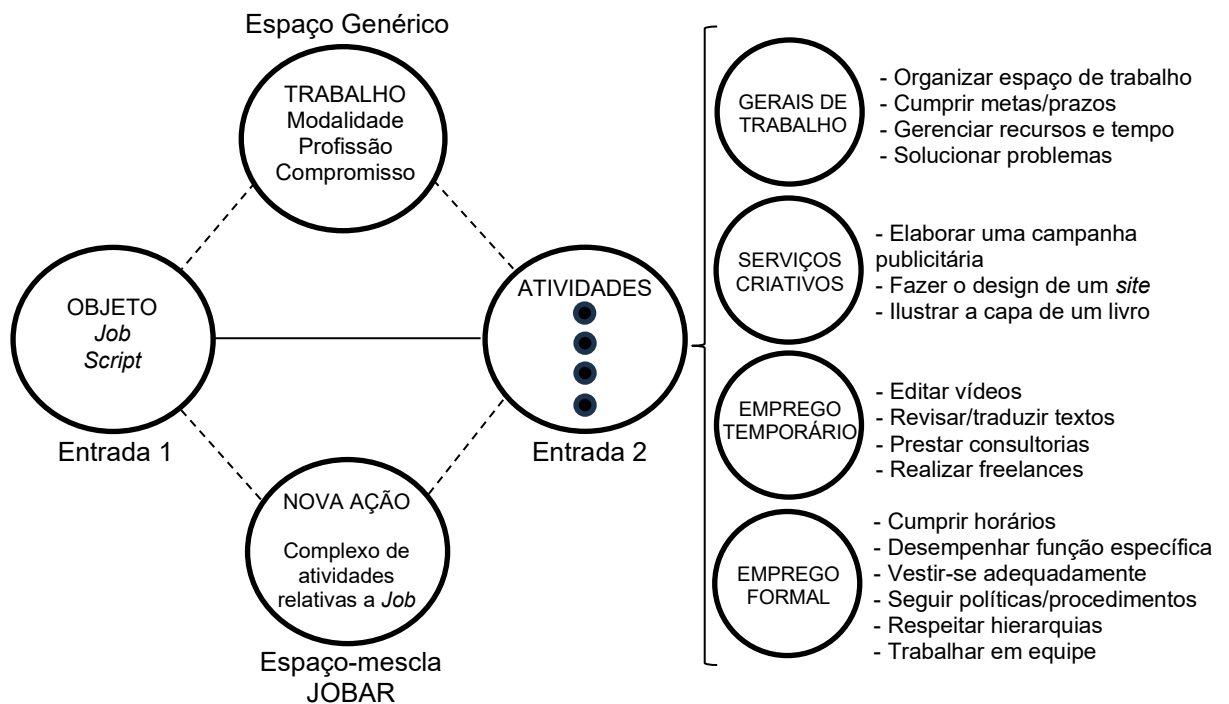 Espaço Genérico
TRABALHO
Modalidade
Profissão
Compromisso
OBJETO
Job
Script
Entrada 1
ATIVIDADES
Entrada 2
NOVA AÇÃO
Complexo de
atividades
relativas a Job
Espaço-mescla
JOBAR
GERAIS DE
TRABALHO
- Organizar espaço de trabalho
- Cumprir metas/prazos
- Gerenciar recursos e tempo
- Solucionar problemas
SERVIÇOS
CRIATIVOS
- Elaborar uma campanha
publicitária
- Fazer o design de um site
- Ilustrar a capa de um livro
EMPREGO
TEMPORÁRIO
- Editar vídeos
- Revisar/traduzir textos
- Prestar consultorias
- Realizar freelances
EMPREGO
FORMAL
- Cumprir horários
- Desempenhar função específica
- Vestir-se adequadamente
- Seguir políticas/procedimentos
- Respeitar hierarquias
- Trabalhar em equipe